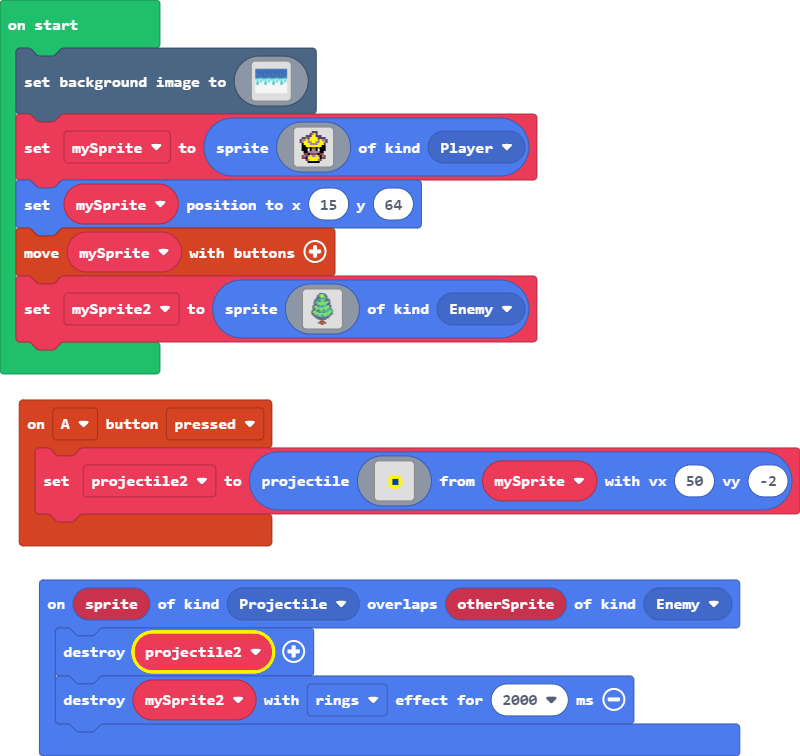 on start
set background image to
set mySprite to sprite of kind Player
set mySprite position to x 15 y 64
move mySprite with buttons
set mySprite2 to sprite of kind Enemy
on A button pressed
set projectile2 to projectile from mySprite with vx 50 vy -2
on sprite of kind Projectile overlaps otherSprite of kind Enemy
destroy projectile2
destroy mySprite2 with rings effect for 2000 ms